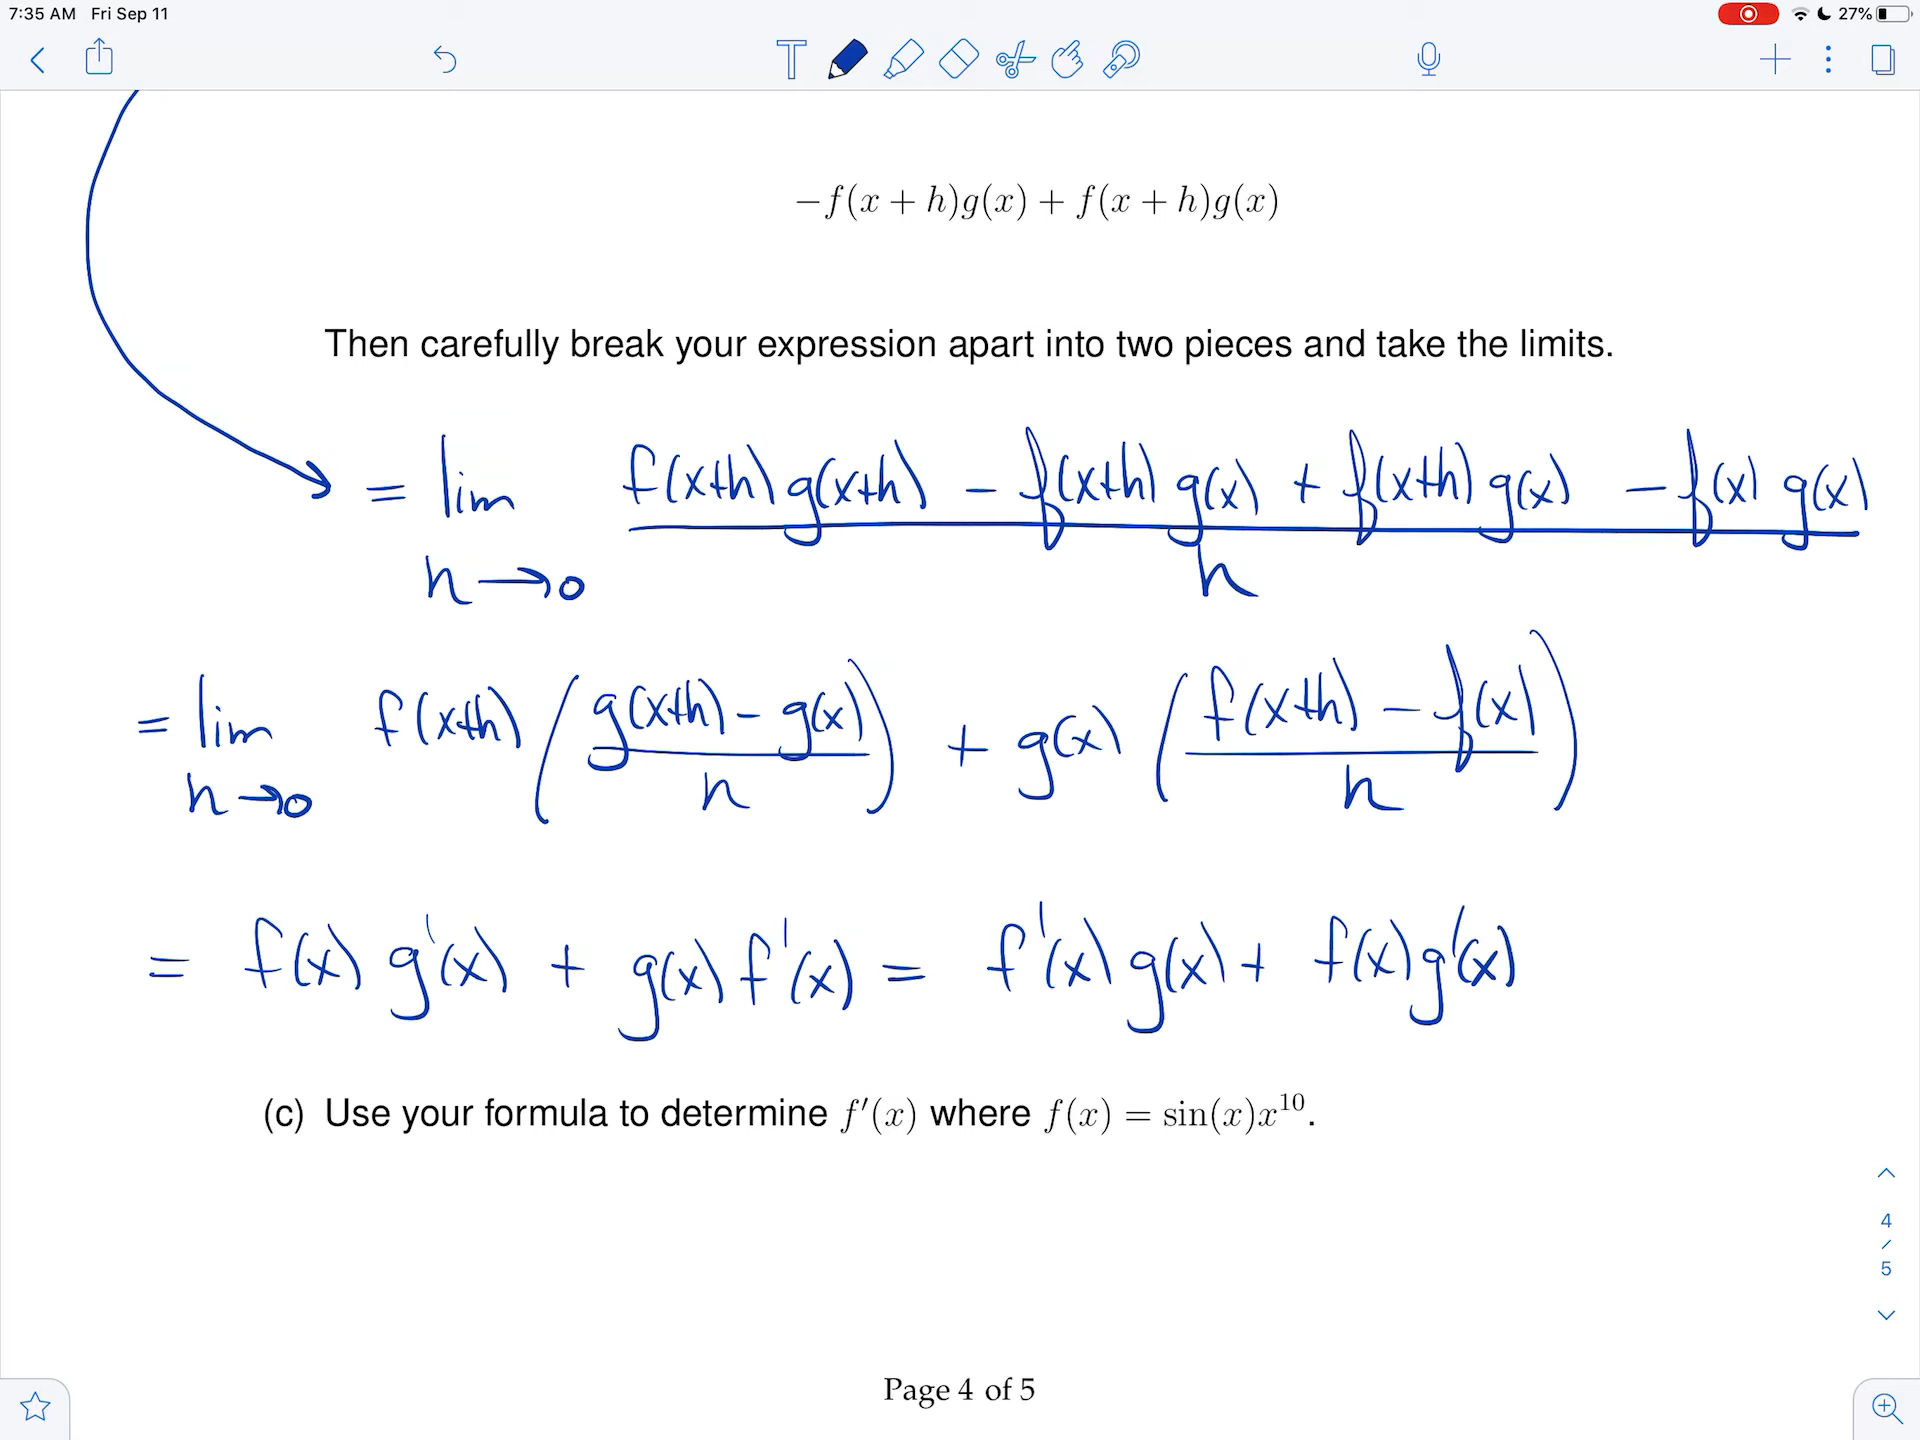 7:35 AM Fri Sep 11 27%
T
−f(x + h)g(x) + f(x + h)g(x)
Then carefully break your expression apart into two pieces and take the limits.
= lim f(x+h) g(x+h) − f(x+h) g(x) + f(x+h) g(x) − f(x) g(x)
h→0 h
= lim f(x+h) ( g(x+h) − g(x) ) + g(x) ( f(x+h) − f(x) )
h→0 h h
= f(x) g'(x) + g(x) f'(x) = f'(x) g(x) + f(x) g'(x)
(c) Use your formula to determine f′(x) where f(x) = sin(x)x¹⁰.
4
/
5
Page 4 of 5